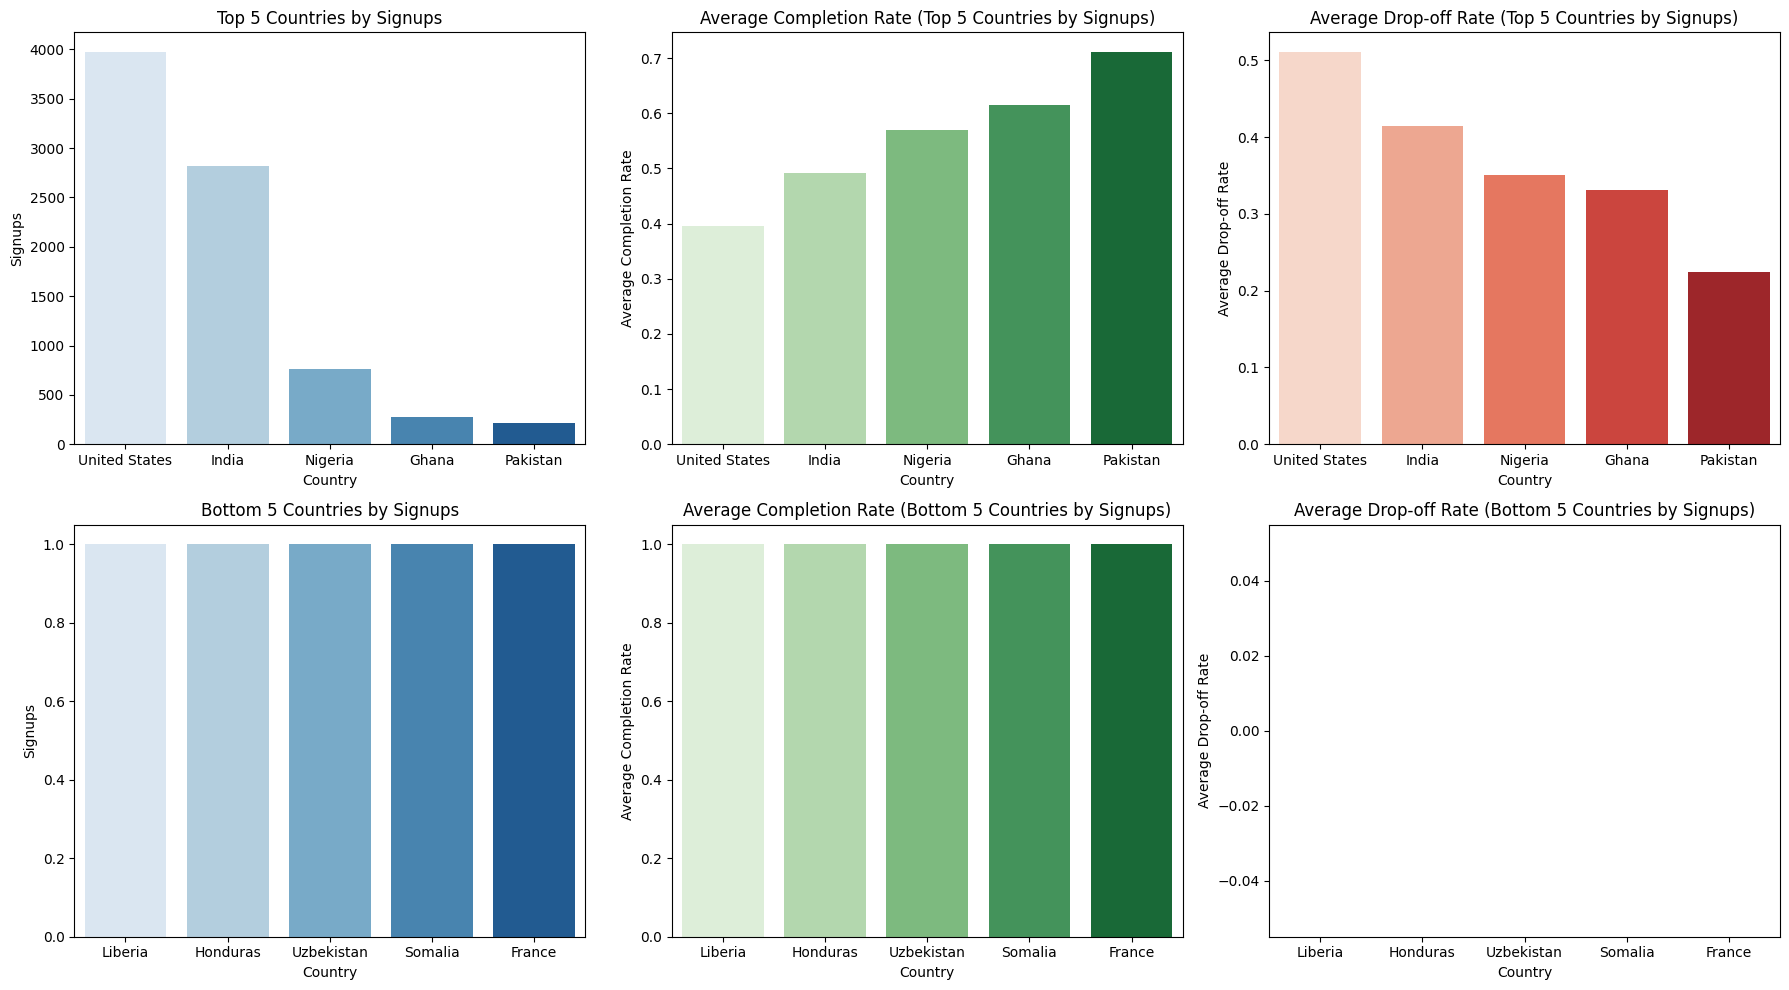 Top 5 Countries by Signups
4000
3500
3000
2500
2000
1500
1000
500
0
Signups
United States India Nigeria Ghana Pakistan
Country
Average Completion Rate (Top 5 Countries by Signups)
0.7
0.6
0.5
0.4
0.3
0.2
0.1
0.0
Average Completion Rate
United States India Nigeria Ghana Pakistan
Country
Average Drop-off Rate (Top 5 Countries by Signups)
0.5
0.4
0.3
0.2
0.1
0.0
Average Drop-off Rate
United States India Nigeria Ghana Pakistan
Country
Bottom 5 Countries by Signups
1.0
0.8
0.6
0.4
0.2
0.0
Signups
Liberia Honduras Uzbekistan Somalia France
Country
Average Completion Rate (Bottom 5 Countries by Signups)
1.0
0.8
0.6
0.4
0.2
0.0
Average Completion Rate
Liberia Honduras Uzbekistan Somalia France
Country
Average Drop-off Rate (Bottom 5 Countries by Signups)
0.04
0.02
0.00
−0.02
−0.04
Average Drop-off Rate
Liberia Honduras Uzbekistan Somalia France
Country